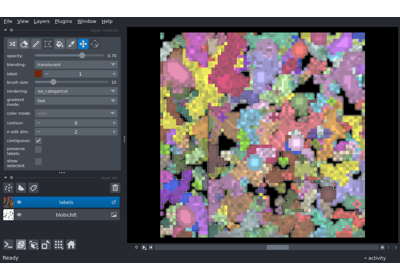 File View Layers Plugins Window Help
layer controls
opacity: 0.70
blending: translucent
label: 1
brush size: 10
rendering: iso_categorical
gradient mode: fast
color mode:
contour: 0
n edit dim: 2
contiguous:
preserve labels:
show selected:
layer list
labels
blobs3dt
0
Ready
activity